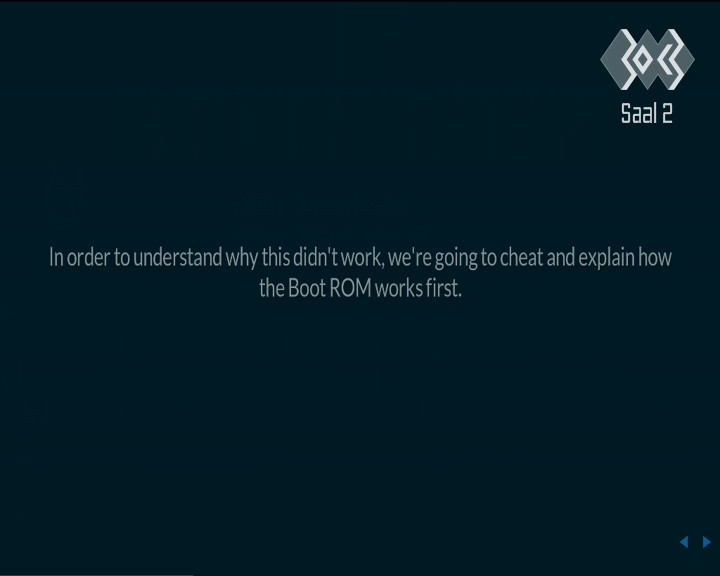 Saal 2
In order to understand why this didn't work, we're going to cheat and explain how
the Boot ROM works first.